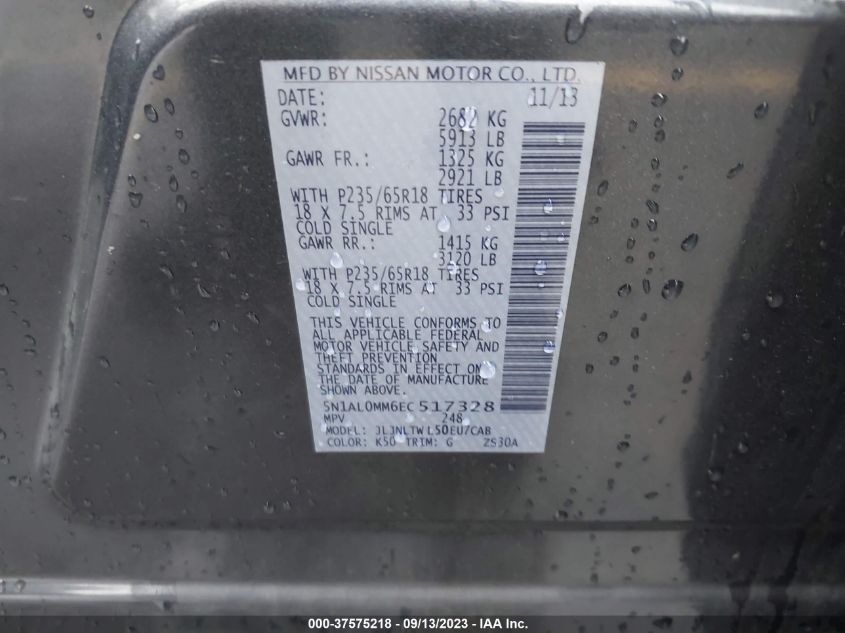 MFD BY NISSAN MOTOR CO., LTD.
DATE: 11/13
GVWR: 2682 KG
5913 LB
GAWR FR.: 1325 KG
2921 LB
WITH P235/65R18 TIRES
18 X 7.5 RIMS AT 33 PSI
COLD SINGLE
GAWR RR.: 1415 KG
3120 LB
WITH P235/65R18 TIRES
18 X 7.5 RIMS AT 33 PSI
COLD SINGLE
THIS VEHICLE CONFORMS TO
ALL APPLICABLE FEDERAL
MOTOR VEHICLE SAFETY AND
THEFT PREVENTION
STANDARDS IN EFFECT ON
THE DATE OF MANUFACTURE
SHOWN ABOVE.
5N1AL0MM6EC517328
MPV 248
MODEL: JLJNLTWL50EU7CAB
COLOR: K50 TRIM: G ZS30A
000-37575218 - 09/13/2023 - IAA Inc.